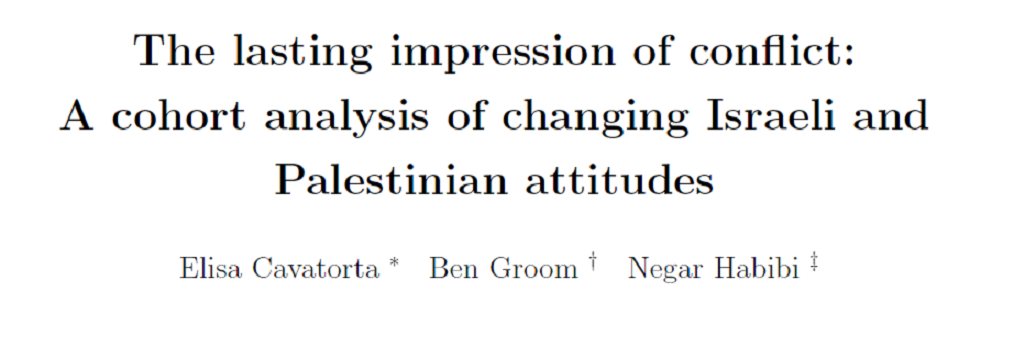 The lasting impression of conflict:
A cohort analysis of changing Israeli and
Palestinian attitudes
Elisa Cavatorta * Ben Groom † Negar Habibi ‡